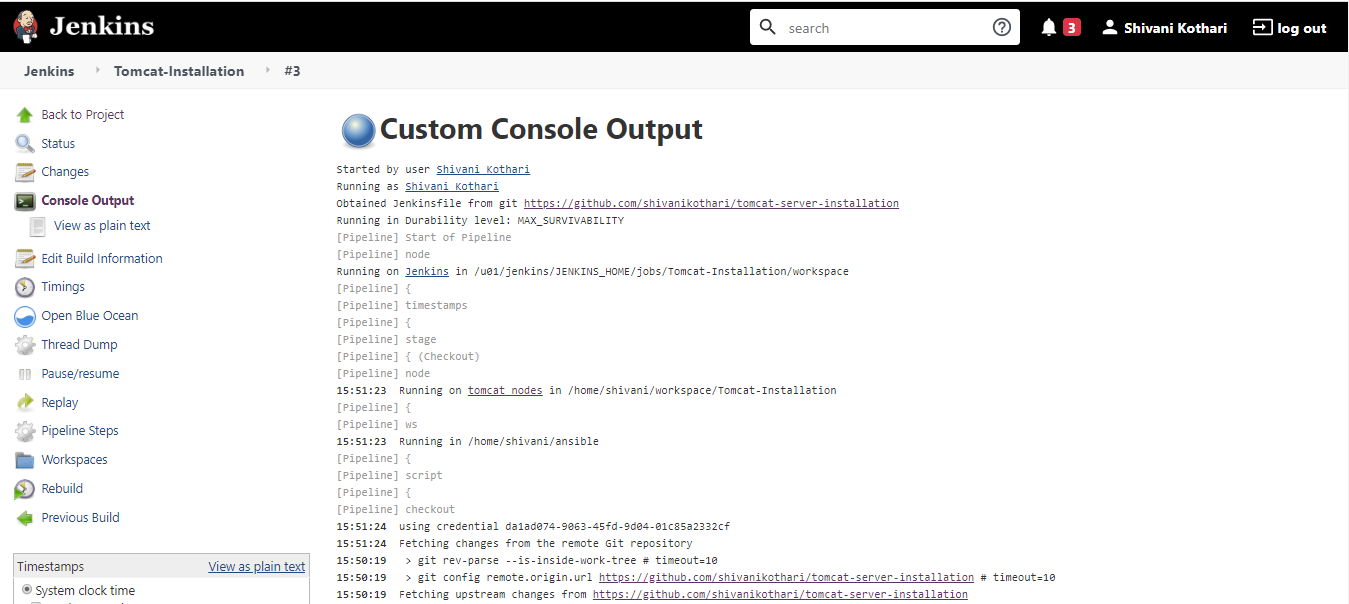 Jenkins
search
3
Shivani Kothari
log out
Jenkins
Tomcat-Installation
#3
Back to Project
Status
Changes
Console Output
View as plain text
Edit Build Information
Timings
Open Blue Ocean
Thread Dump
Pause/resume
Replay
Pipeline Steps
Workspaces
Rebuild
Previous Build
Timestamps View as plain text
System clock time
Custom Console Output
Started by user Shivani Kothari
Running as Shivani Kothari
Obtained Jenkinsfile from git https://github.com/shivanikothari/tomcat-server-installation
Running in Durability level: MAX_SURVIVABILITY
[Pipeline] Start of Pipeline
[Pipeline] node
Running on Jenkins in /u01/jenkins/JENKINS_HOME/jobs/Tomcat-Installation/workspace
[Pipeline] {
[Pipeline] timestamps
[Pipeline] {
[Pipeline] stage
[Pipeline] { (Checkout)
[Pipeline] node
15:51:23 Running on tomcat nodes in /home/shivani/workspace/Tomcat-Installation
[Pipeline] {
[Pipeline] ws
15:51:23 Running in /home/shivani/ansible
[Pipeline] {
[Pipeline] script
[Pipeline] {
[Pipeline] checkout
15:51:24 using credential da1ad074-9063-45fd-9d04-01c85a2332cf
15:51:24 Fetching changes from the remote Git repository
15:50:19 > git rev-parse --is-inside-work-tree # timeout=10
15:50:19 > git config remote.origin.url https://github.com/shivanikothari/tomcat-server-installation # timeout=10
15:50:19 Fetching upstream changes from https://github.com/shivanikothari/tomcat-server-installation